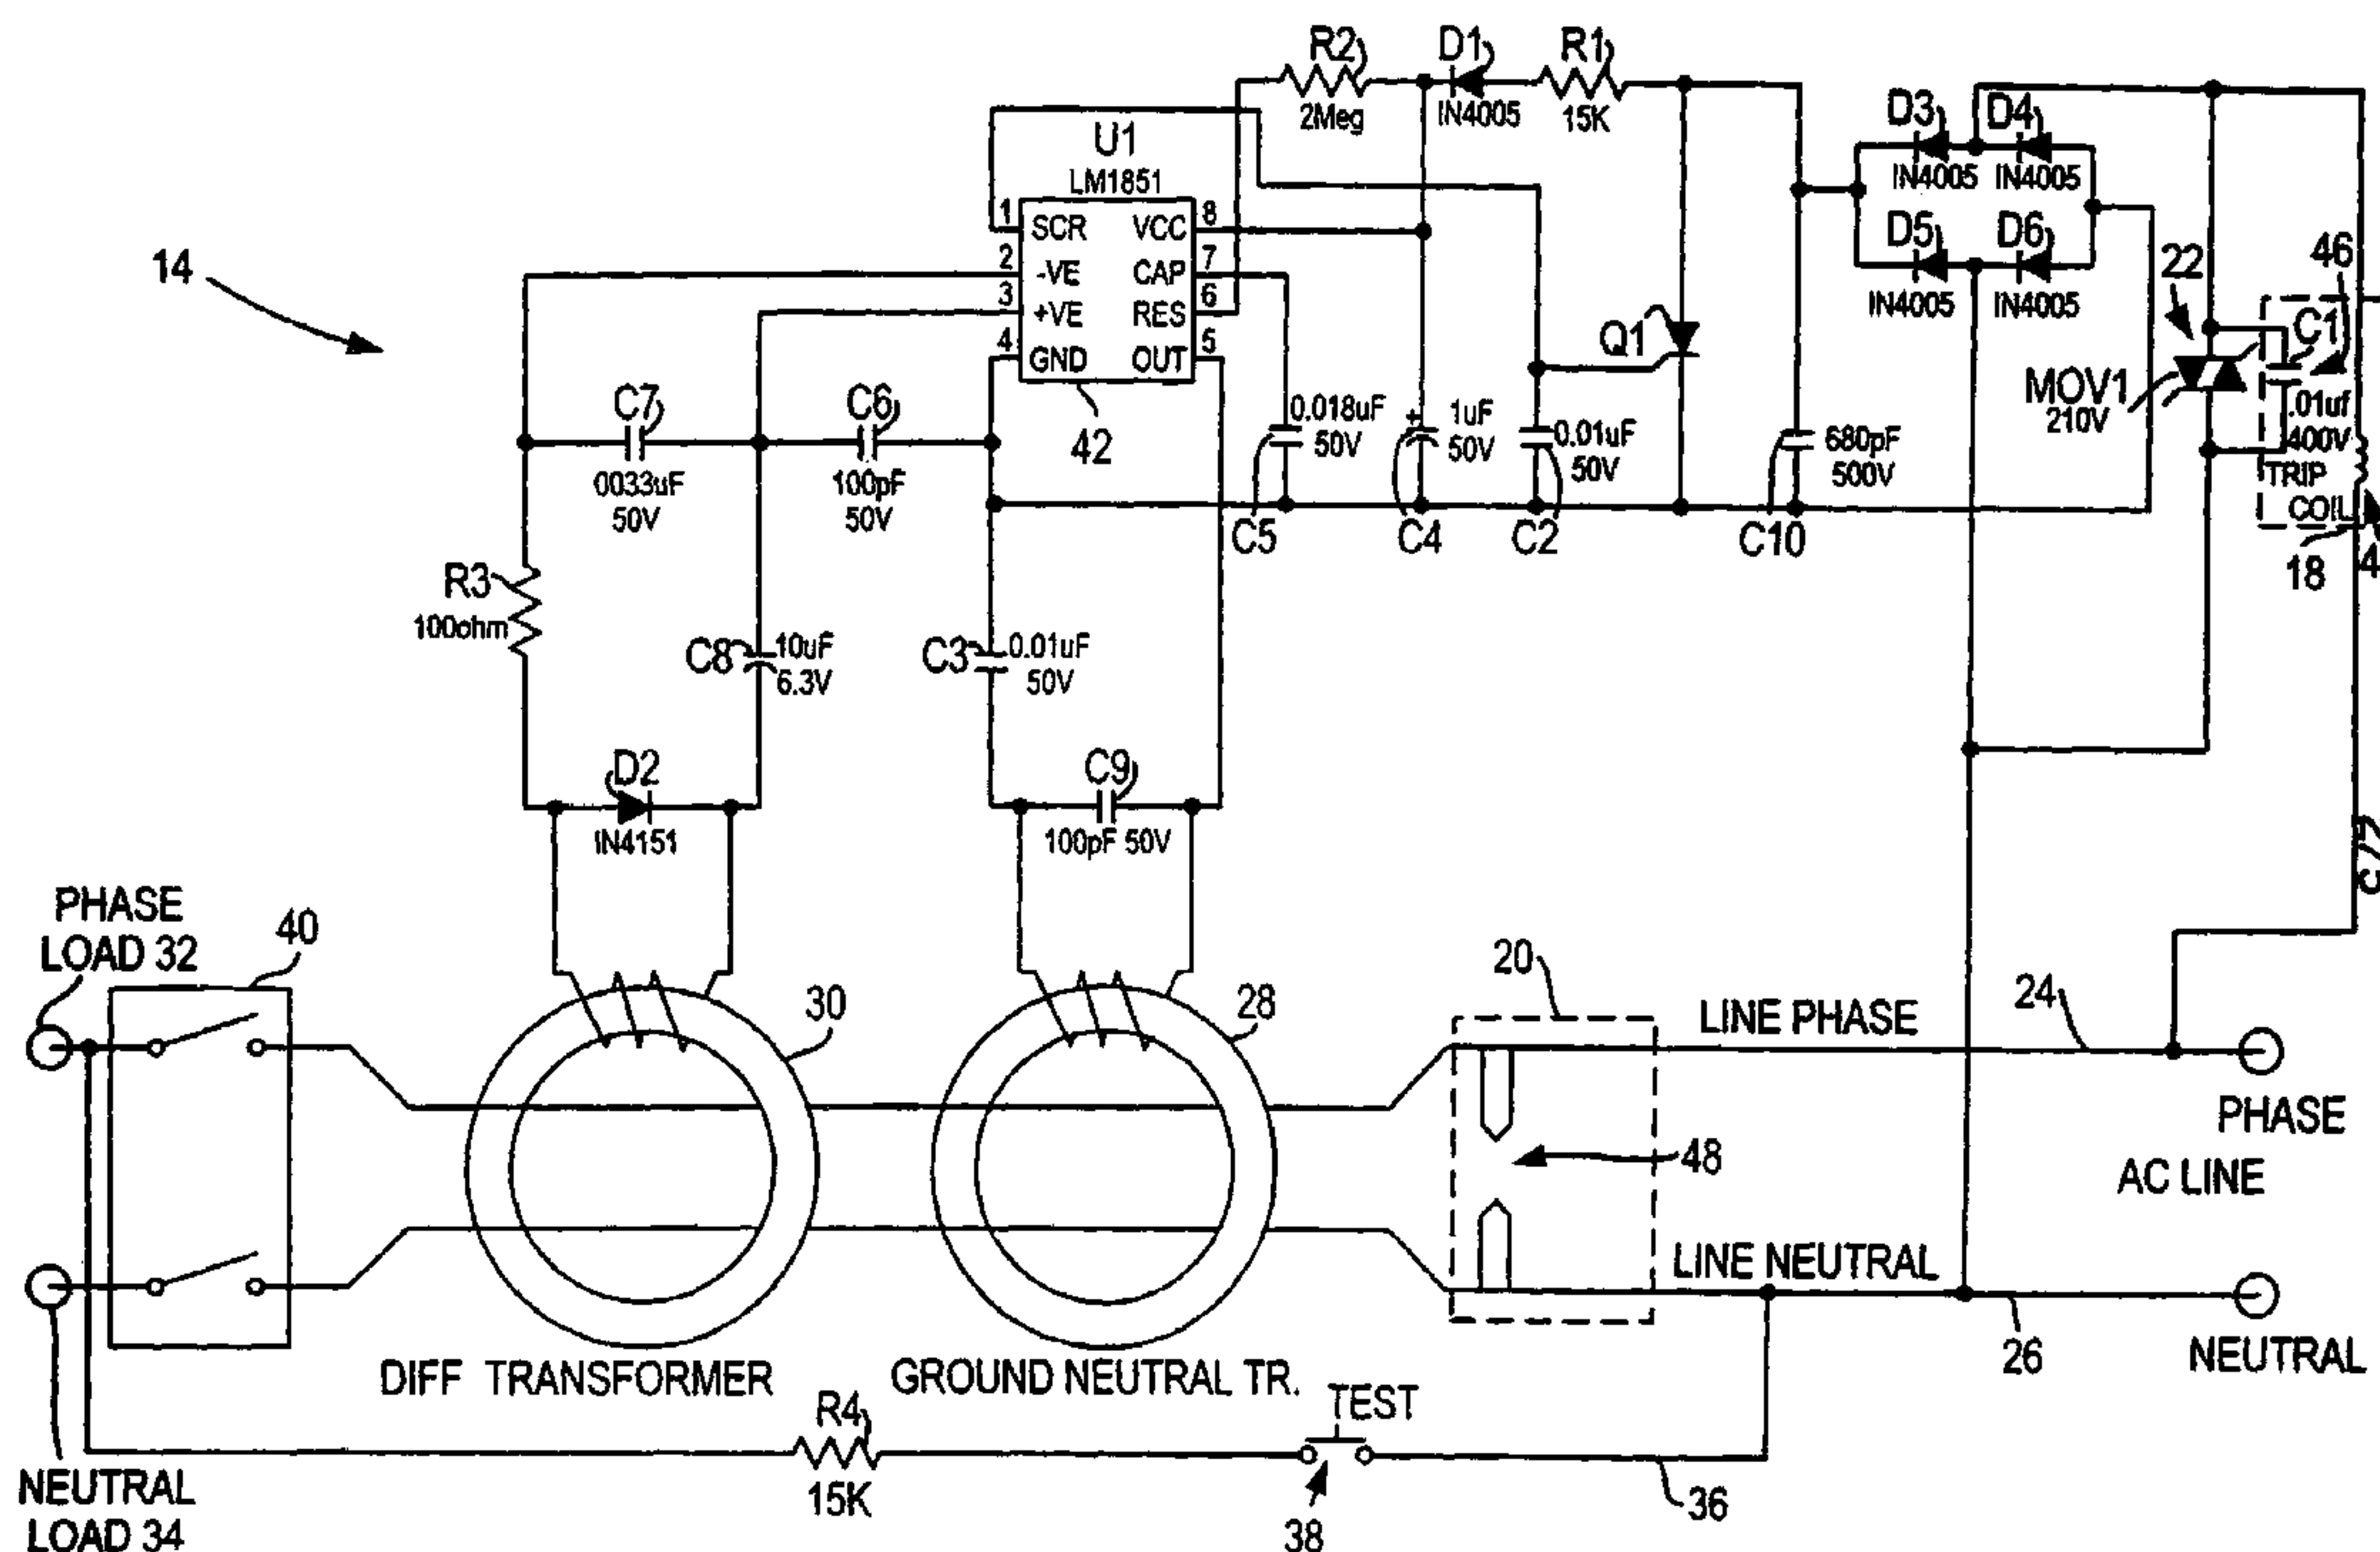 R2
D1
R1
2Meg
IN4005
15K
U1
LM1851
D3
D4
IN4005
IN4005
D5
D6
IN4005
IN4005
1
SCR
VCC
8
2
-VE
CAP
7
3
+VE
RES
6
4
GND
OUT
5
14
42
22
46
C1
.01uf
400V
MOV1
210V
TRIP
COIL
18
4
Q1
C7
0033uF
50V
C6
100pF
50V
0.018uF
50V
C5
+
1uF
50V
C4
0.01uF
50V
C2
680pF
500V
C10
R3
100ohm
C8
10uF
6.3V
C3
0.01uF
50V
D2
IN4151
C9
100pF 50V
PHASE
LOAD 32
40
30
28
20
LINE PHASE
24
PHASE
AC LINE
48
LINE NEUTRAL
26
NEUTRAL
DIFF TRANSFORMER
GROUND NEUTRAL TR.
R4
15K
TEST
38
36
NEUTRAL
LOAD 34